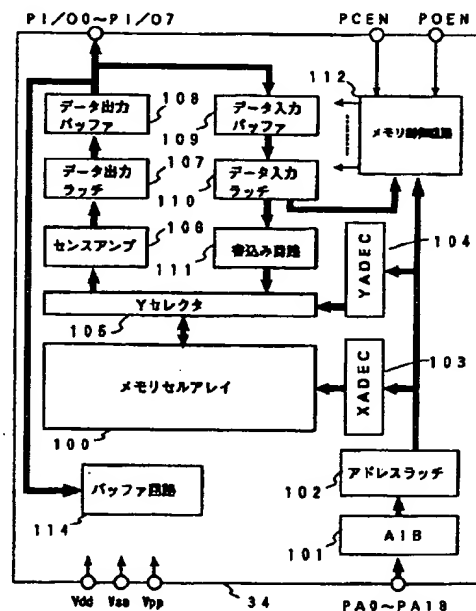 PI/O0～PI/O7
PCEN
POEN
データ出力
バッファ
108
データ入力
バッファ
109
112
メモリ制御回路
データ出力
ラッチ
107
データ入力
ラッチ
110
センスアンプ
106
書込み回路
111
YADEC
104
Yセレクタ
105
メモリセルアレイ
100
XADEC
103
バッファ回路
114
アドレスラッチ
102
AIB
101
Vdd
Vss
Vpp
34
PA0～PA18